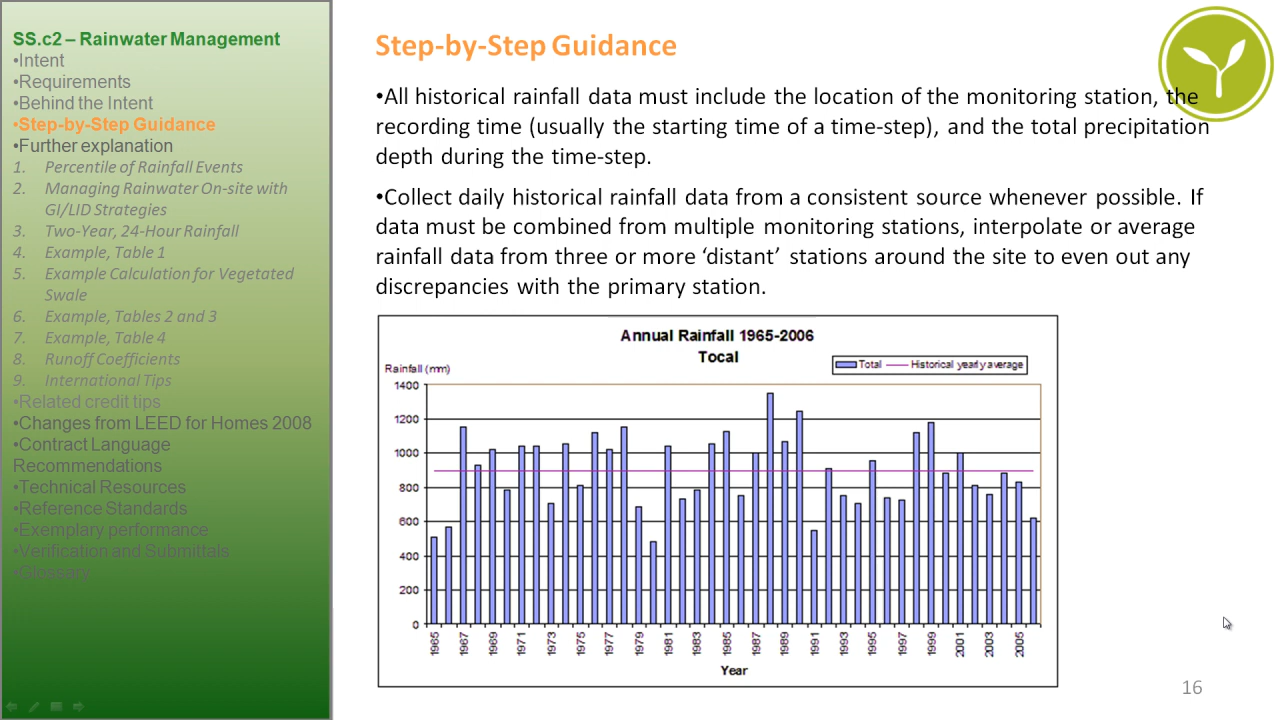 SS.c2 – Rainwater Management
•Intent
•Requirements
•Behind the Intent
•Step-by-Step Guidance
•Further explanation
1. Percentile of Rainfall Events
2. Managing Rainwater On-site with
GI/LID Strategies
3. Two-Year, 24-Hour Rainfall
4. Example, Table 1
5. Example Calculation for Vegetated
Swale
6. Example, Tables 2 and 3
7. Example, Table 4
8. Runoff Coefficients
9. International Tips
•Related credit tips
•Changes from LEED for Homes 2008
•Contract Language
Recommendations
•Technical Resources
•Reference Standards
•Exemplary performance
•Verification and Submittals
•Glossary
Step-by-Step Guidance
•All historical rainfall data must include the location of the monitoring station, the
recording time (usually the starting time of a time-step), and the total precipitation
depth during the time-step.
•Collect daily historical rainfall data from a consistent source whenever possible. If
data must be combined from multiple monitoring stations, interpolate or average
rainfall data from three or more ‘distant’ stations around the site to even out any
discrepancies with the primary station.
Annual Rainfall 1965-2006
Tocal
Rainfall (mm)
Total Historical yearly average
1400
1200
1000
800
600
400
200
0
1965 1967 1969 1971 1973 1975 1977 1979 1981 1983 1985 1987 1989 1991 1993 1995 1997 1999 2001 2003 2005
Year
16